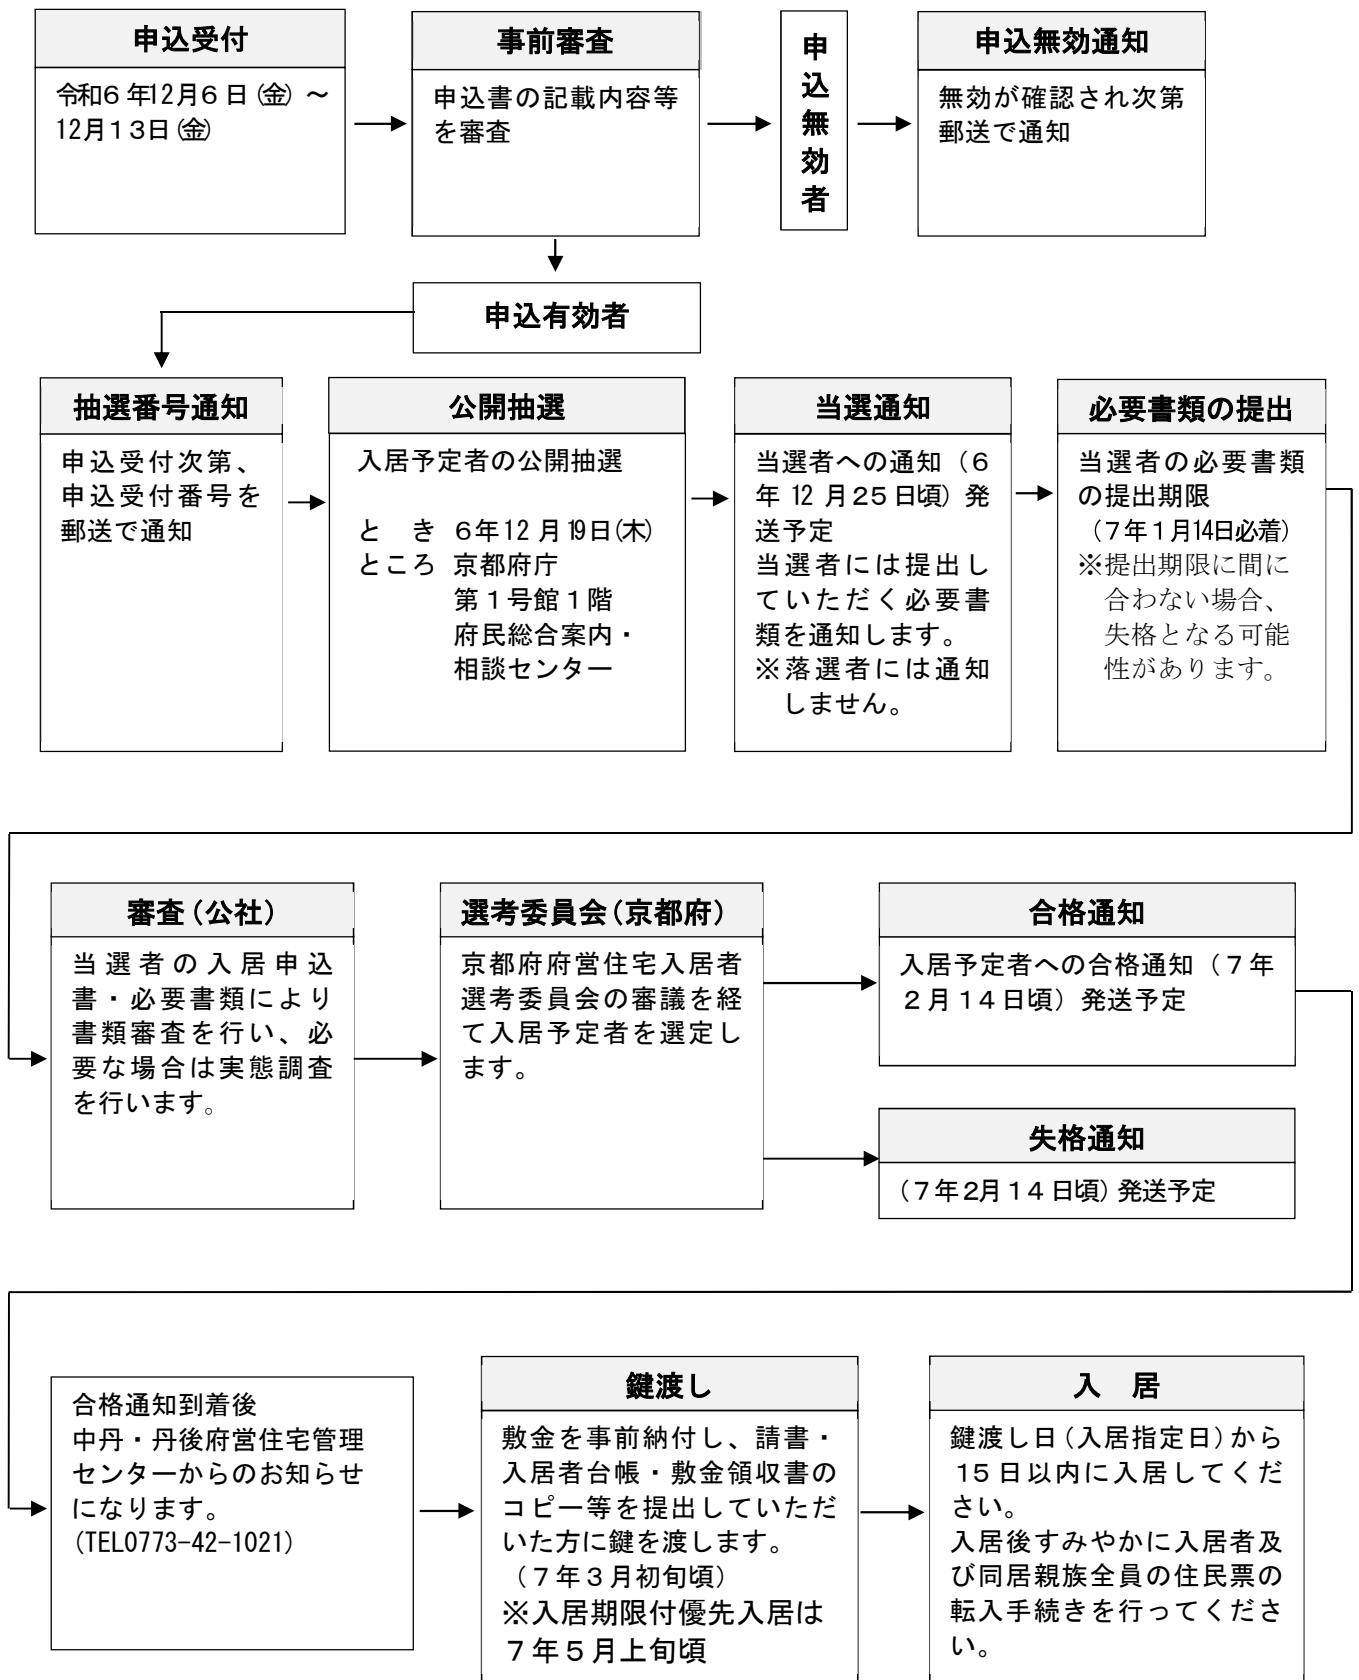 申込受付
令和6年12月6日(金)～
12月13日(金)
事前審査
申込書の記載内容等
を審査
申
込
無
効
者
申込無効通知
無効が確認され次第
郵送で通知
申込有効者
抽選番号通知
申込受付次第、
申込受付番号を
郵送で通知
公開抽選
入居予定者の公開抽選
と　き　6年12月19日(木)
ところ　京都府庁
第1号館1階
府民総合案内・
相談センター
当選通知
当選者への通知（6
年12月25日頃）発
送予定
当選者には提出し
ていただく必要書
類を通知します。
※落選者には通知
しません。
必要書類の提出
当選者の必要書類
の提出期限
（7年1月14日必着）
※提出期限に間に
合わない場合、
失格となる可能
性があります。
審査(公社)
当選者の入居申込
書・必要書類により
書類審査を行い、必
要な場合は実態調査
を行います。
選考委員会(京都府)
京都府府営住宅入居者
選考委員会の審議を経
て入居予定者を選定し
ます。
合格通知
入居予定者への合格通知（7年
2月14日頃）発送予定
失格通知
（7年2月14日頃）発送予定
合格通知到着後
中丹・丹後府営住宅管理
センターからのお知らせ
になります。
(TEL0773-42-1021)
鍵渡し
敷金を事前納付し、請書・
入居者台帳・敷金領収書の
コピー等を提出していただ
いた方に鍵を渡します。
（7年3月初旬頃）
※入居期限付優先入居は
7年5月上旬頃
入　居
鍵渡し日(入居指定日)から
15日以内に入居してくだ
さい。
入居後すみやかに入居者及
び同居親族全員の住民票の
転入手続きを行ってくださ
い。